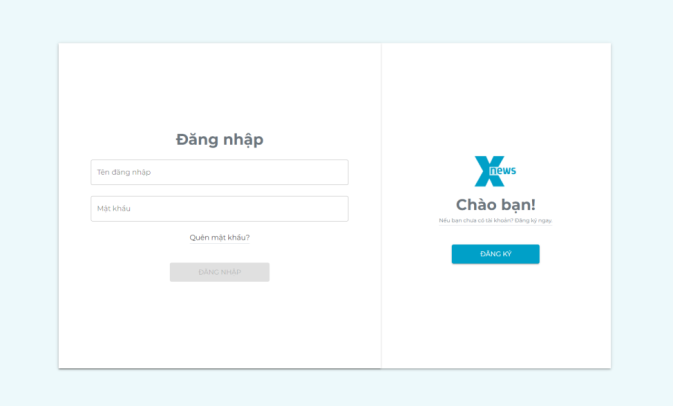 Đăng nhập
Tên đăng nhập
Mật khẩu
Quên mật khẩu?
ĐĂNG NHẬP
Xnews
Chào bạn!
Nếu bạn chưa có tài khoản? Đăng ký ngay
ĐĂNG KÝ